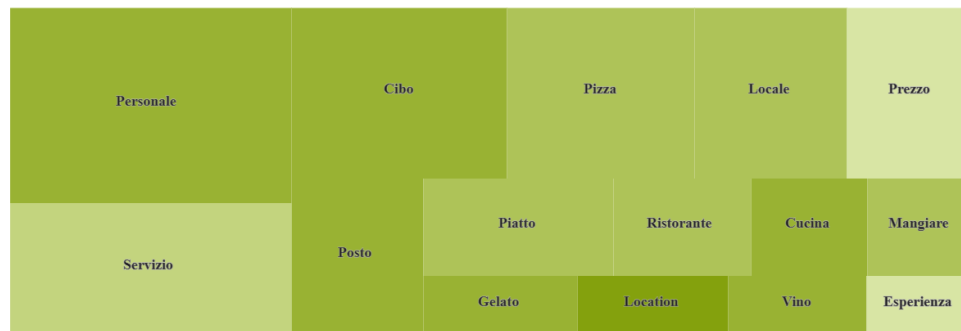 Personale
Cibo
Pizza
Locale
Prezzo
Servizio
Posto
Piatto
Ristorante
Cucina
Mangiare
Gelato
Location
Vino
Esperienza